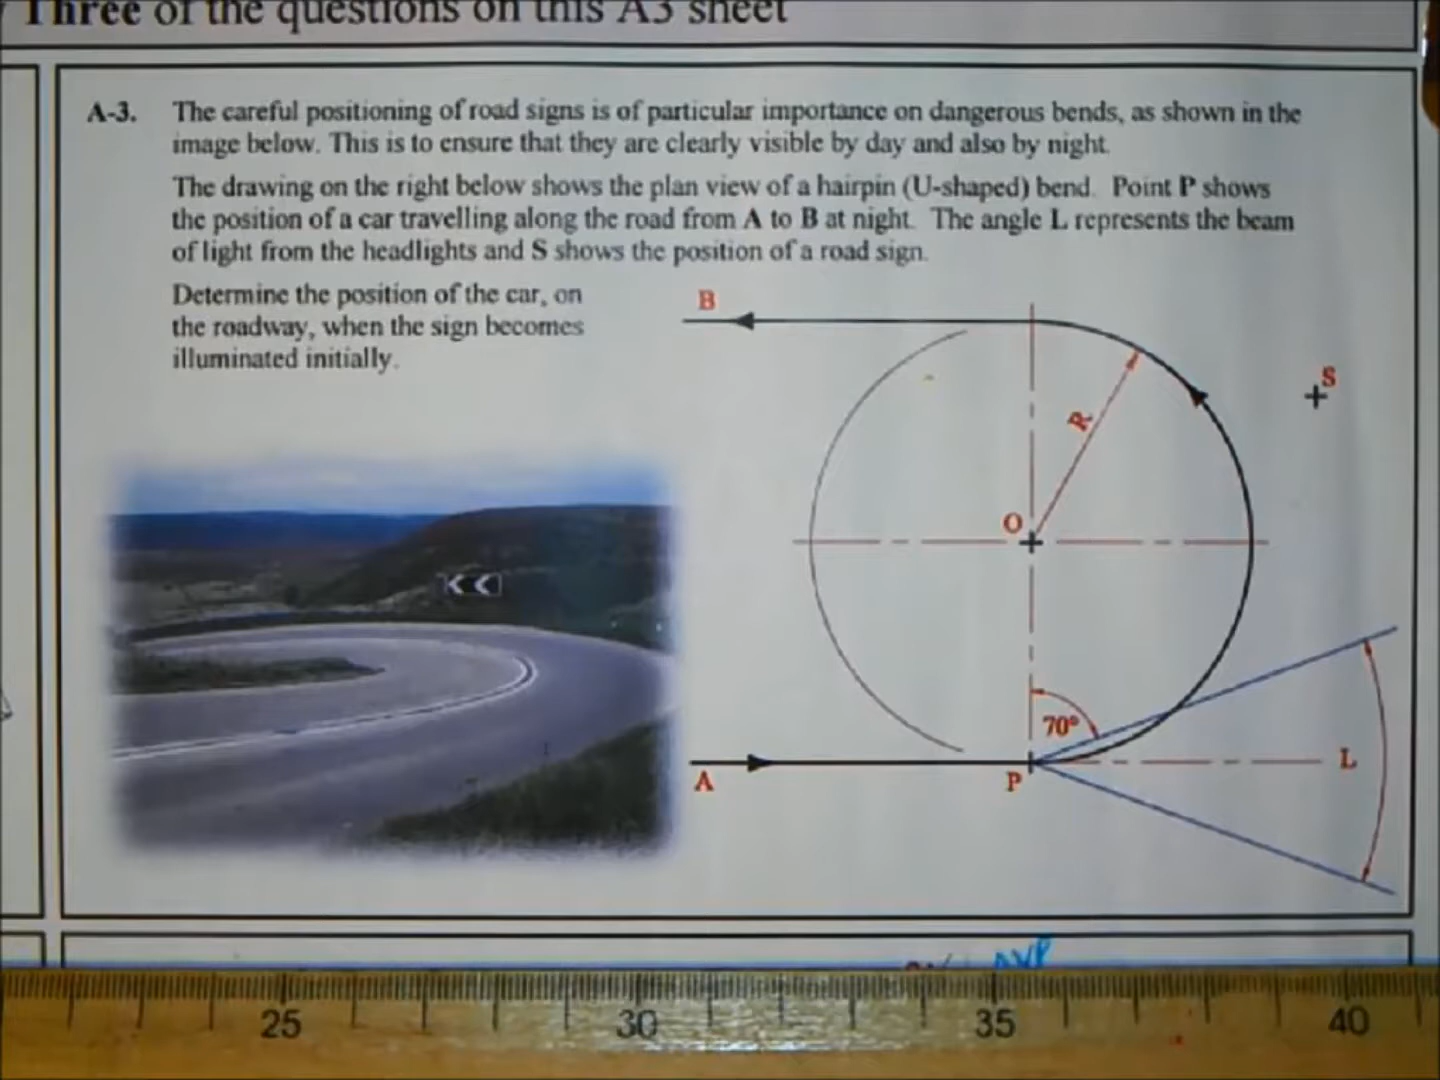 Three of the questions on this A3 sheet
A-3. The careful positioning of road signs is of particular importance on dangerous bends, as shown in the
image below. This is to ensure that they are clearly visible by day and also by night.
The drawing on the right below shows the plan view of a hairpin (U-shaped) bend. Point P shows
the position of a car travelling along the road from A to B at night. The angle L represents the beam
of light from the headlights and S shows the position of a road sign.
Determine the position of the car, on
the roadway, when the sign becomes
illuminated initially.
B
S
R
O
70°
L
A
P
25
30
35
40